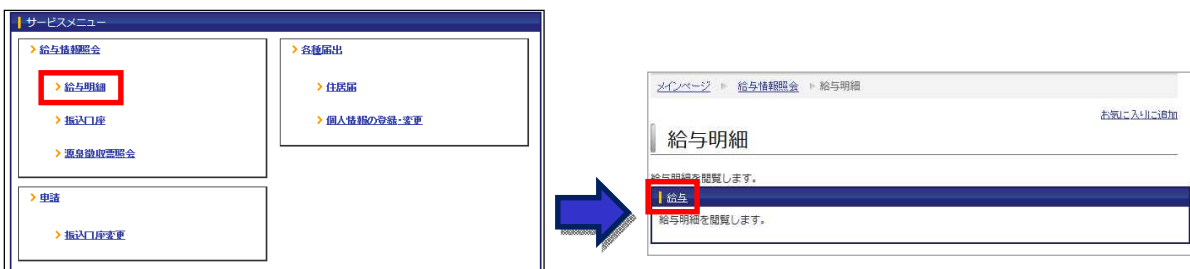 サービスメニュー
給与情報照会
給与明細
振込口座
源泉徴収票照会
申請
振込口座変更
各種届出
住民届
個人情報の登録・変更
メインページ 給与情報照会 給与明細
お気に入りに追加
給与明細
給与明細を閲覧します。
給与
給与明細を閲覧します。